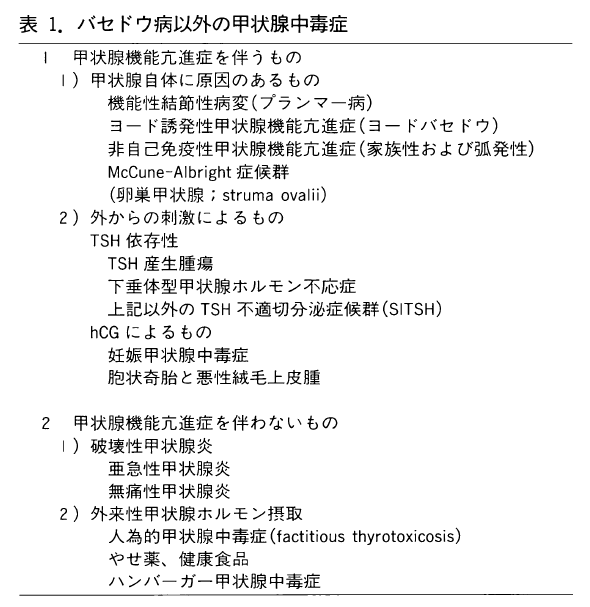 表 1．バセドウ病以外の甲状腺中毒症
1 甲状腺機能亢進症を伴うもの
1）甲状腺自体に原因のあるもの
機能性結節性病変（プランマー病）
ヨード誘発性甲状腺機能亢進症（ヨードバセドウ）
非自己免疫性甲状腺機能亢進症（家族性および弧発性）
McCune-Albright 症候群
（卵巣甲状腺；struma ovalii）
2）外からの刺激によるもの
TSH 依存性
TSH 産生腫瘍
下垂体型甲状腺ホルモン不応症
上記以外の TSH 不適切分泌症候群（SITSH）
hCG によるもの
妊娠甲状腺中毒症
胞状奇胎と悪性絨毛上皮腫
2 甲状腺機能亢進症を伴わないもの
1）破壊性甲状腺炎
亜急性甲状腺炎
無痛性甲状腺炎
2）外来性甲状腺ホルモン摂取
人為的甲状腺中毒症（factitious thyrotoxicosis）
やせ薬、健康食品
ハンバーガー甲状腺中毒症